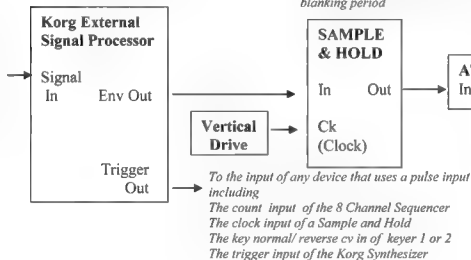 blanking period
Korg External
Signal Processor
Signal
In Env Out
Trigger
Out
Vertical
Drive
SAMPLE
& HOLD
In Out
Ck
(Clock)
In
To the input of any device that uses a pulse input
including
The count input of the 8 Channel Sequencer
The clock input of a Sample and Hold
The key normal/ reverse cv in of keyer 1 or 2
The trigger input of the Korg Synthesizer